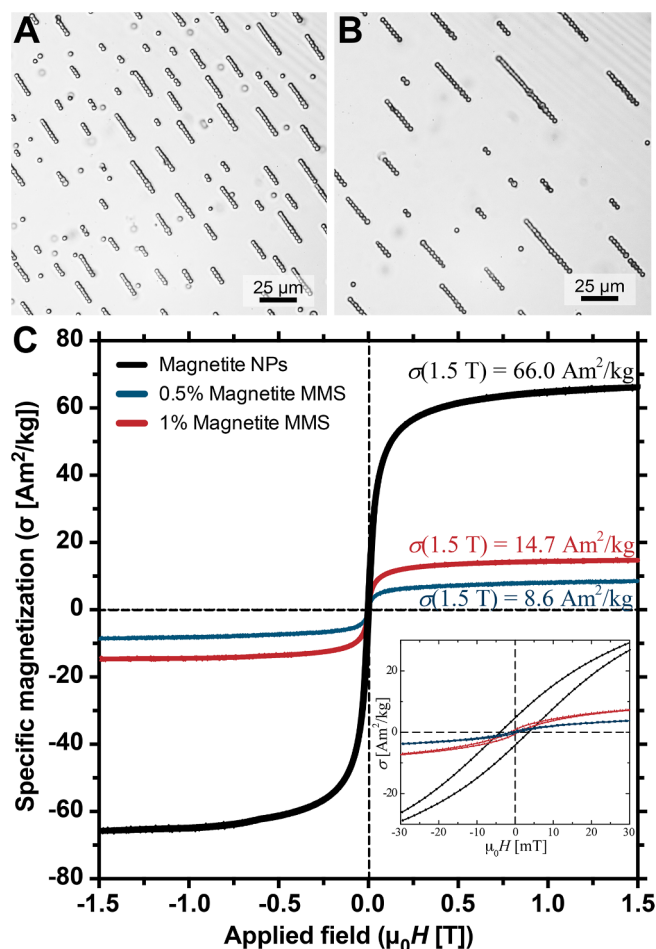 A
B
25 µm
25 µm
C
Magnetite NPs
0.5% Magnetite MMS
1% Magnetite MMS
σ(1.5 T) = 66.0 Am²/kg
σ(1.5 T) = 14.7 Am²/kg
σ(1.5 T) = 8.6 Am²/kg
Specific magnetization (σ [Am²/kg])
80
60
40
20
0
-20
-40
-60
-80
-1.5
-1.0
-0.5
0.0
0.5
1.0
1.5
Applied field (µ₀H [T])
σ [Am²/kg]
20
0
-20
-30
-20
-10
0
10
20
30
µ₀H [mT]